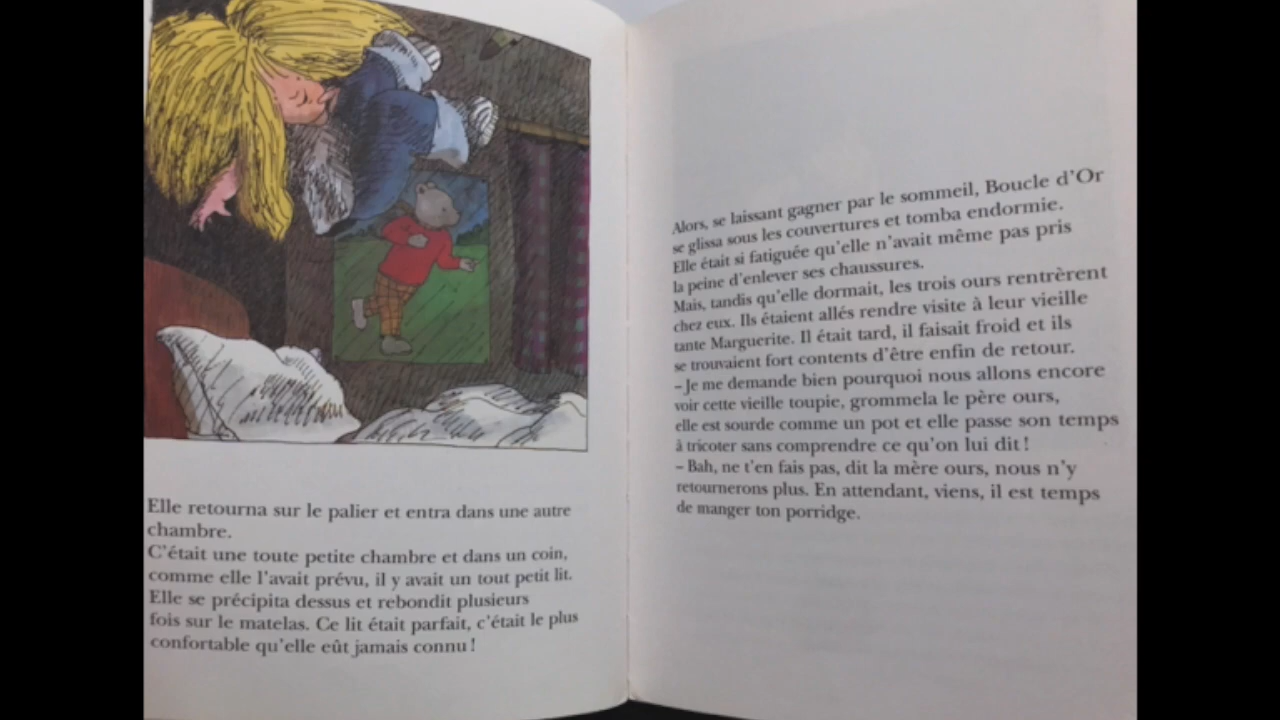 Elle retourna sur le palier et entra dans une autre
chambre.
C'était une toute petite chambre et dans un coin,
comme elle l'avait prévu, il y avait un tout petit lit.
Elle se précipita dessus et rebondit plusieurs
fois sur le matelas. Ce lit était parfait, c'était le plus
confortable qu'elle eût jamais connu !
Alors, se laissant gagner par le sommeil, Boucle d'Or
se glissa sous les couvertures et tomba endormie.
Elle était si fatiguée qu'elle n'avait même pas pris
la peine d'enlever ses chaussures.
Mais, tandis qu'elle dormait, les trois ours rentrèrent
chez eux. Ils étaient allés rendre visite à leur vieille
tante Marguerite. Il était tard, il faisait froid et ils
se trouvaient fort contents d'être enfin de retour.
– Je me demande bien pourquoi nous allons encore
voir cette vieille toupie, grommela le père ours,
elle est sourde comme un pot et elle passe son temps
à tricoter sans comprendre ce qu'on lui dit !
– Bah, ne t'en fais pas, dit la mère ours, nous n'y
retournerons plus. En attendant, viens, il est temps
de manger ton porridge.